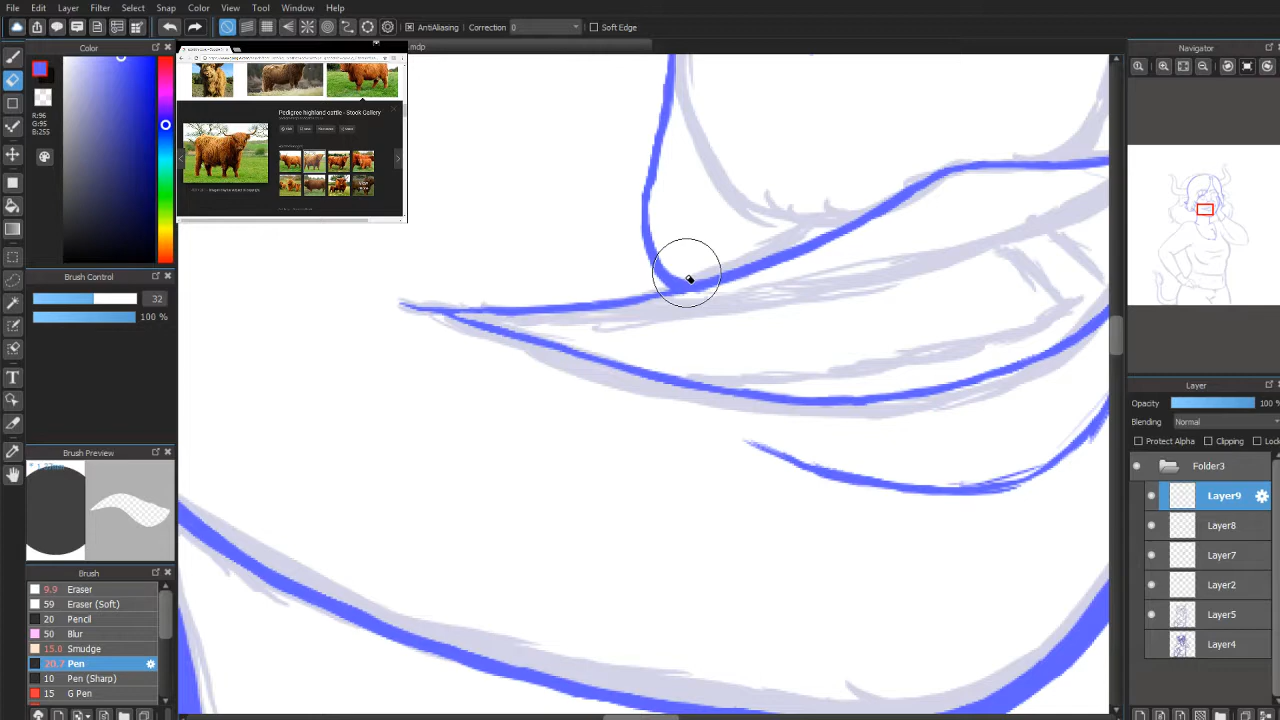 File Edit Layer Filter Select Snap Color View Tool Window Help
AntiAliasing Correction 0 Soft Edge
.mdp
Color
R:96
G:95
B:255
Pedigree highland cattle - Stock Gallery
Brush Control
32
100 %
Brush Preview
Brush
9.9 Eraser
59 Eraser (Soft)
20 Pencil
50 Blur
15.0 Smudge
20.7 Pen
10 Pen (Sharp)
15 G Pen
Navigator
Layer
Opacity 100 %
Blending Normal
Protect Alpha Clipping Lock
Folder3
Layer9
Layer8
Layer7
Layer2
Layer5
Layer4